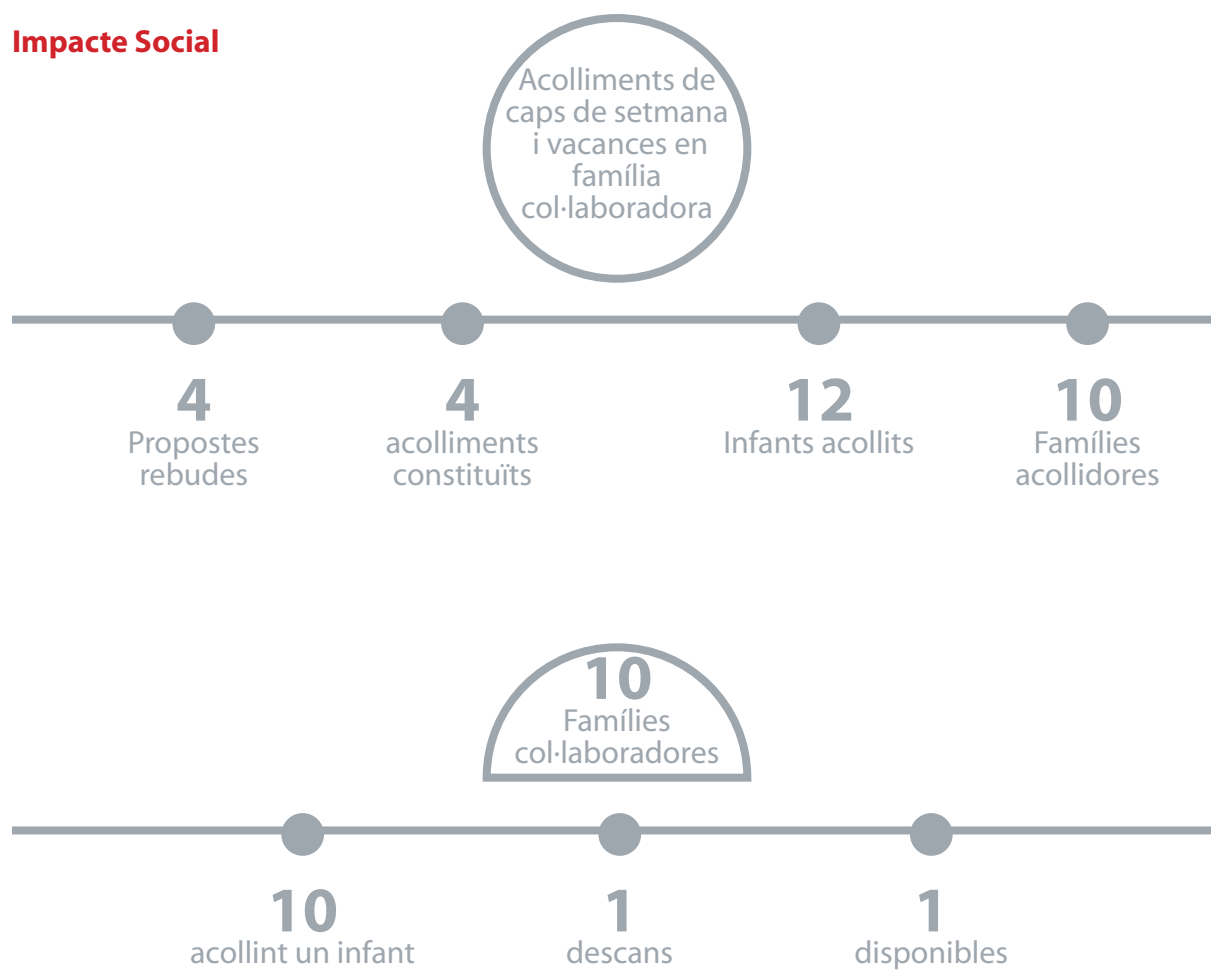 Impacte Social
Acolliments de
caps de setmana
i vacances en
família
col·laboradora
4
Propostes
rebudes
4
acolliments
constituïts
12
Infants acollits
10
Famílies
acollidores
10
Famílies
col·laboradores
10
acollint un infant
1
descans
1
disponibles